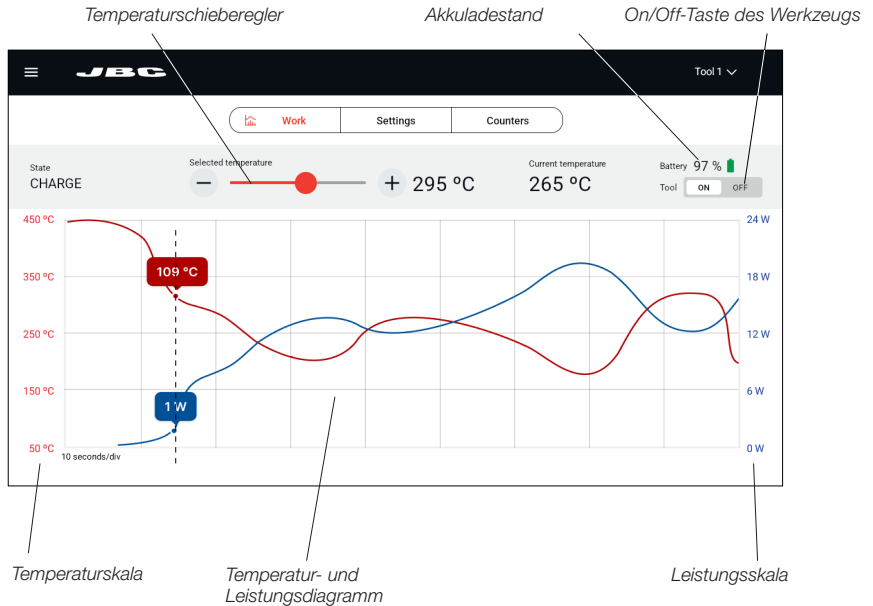 Temperaturschieberegler
Akkuladestand
On/Off-Taste des Werkzeugs
JBC
Tool 1
Work
Settings
Counters
State
CHARGE
Selected temperature
295 ºC
Current temperature
265 ºC
Battery 97 %
Tool ON OFF
450 ºC
24 W
109 ºC
350 ºC
18 W
250 ºC
12 W
150 ºC
6 W
1 W
50 ºC
0 W
10 seconds/div
Temperaturskala
Temperatur- und
Leistungsdiagramm
Leistungsskala